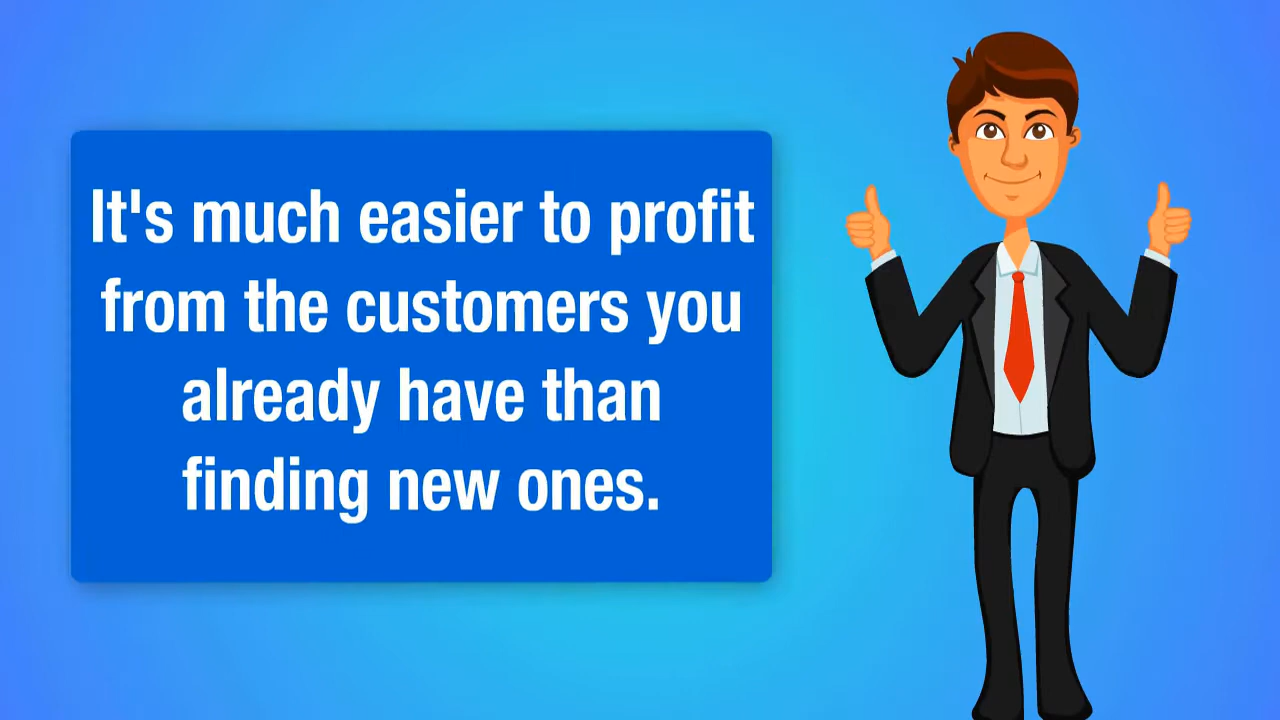 It's much easier to profit
from the customers you
already have than
finding new ones.